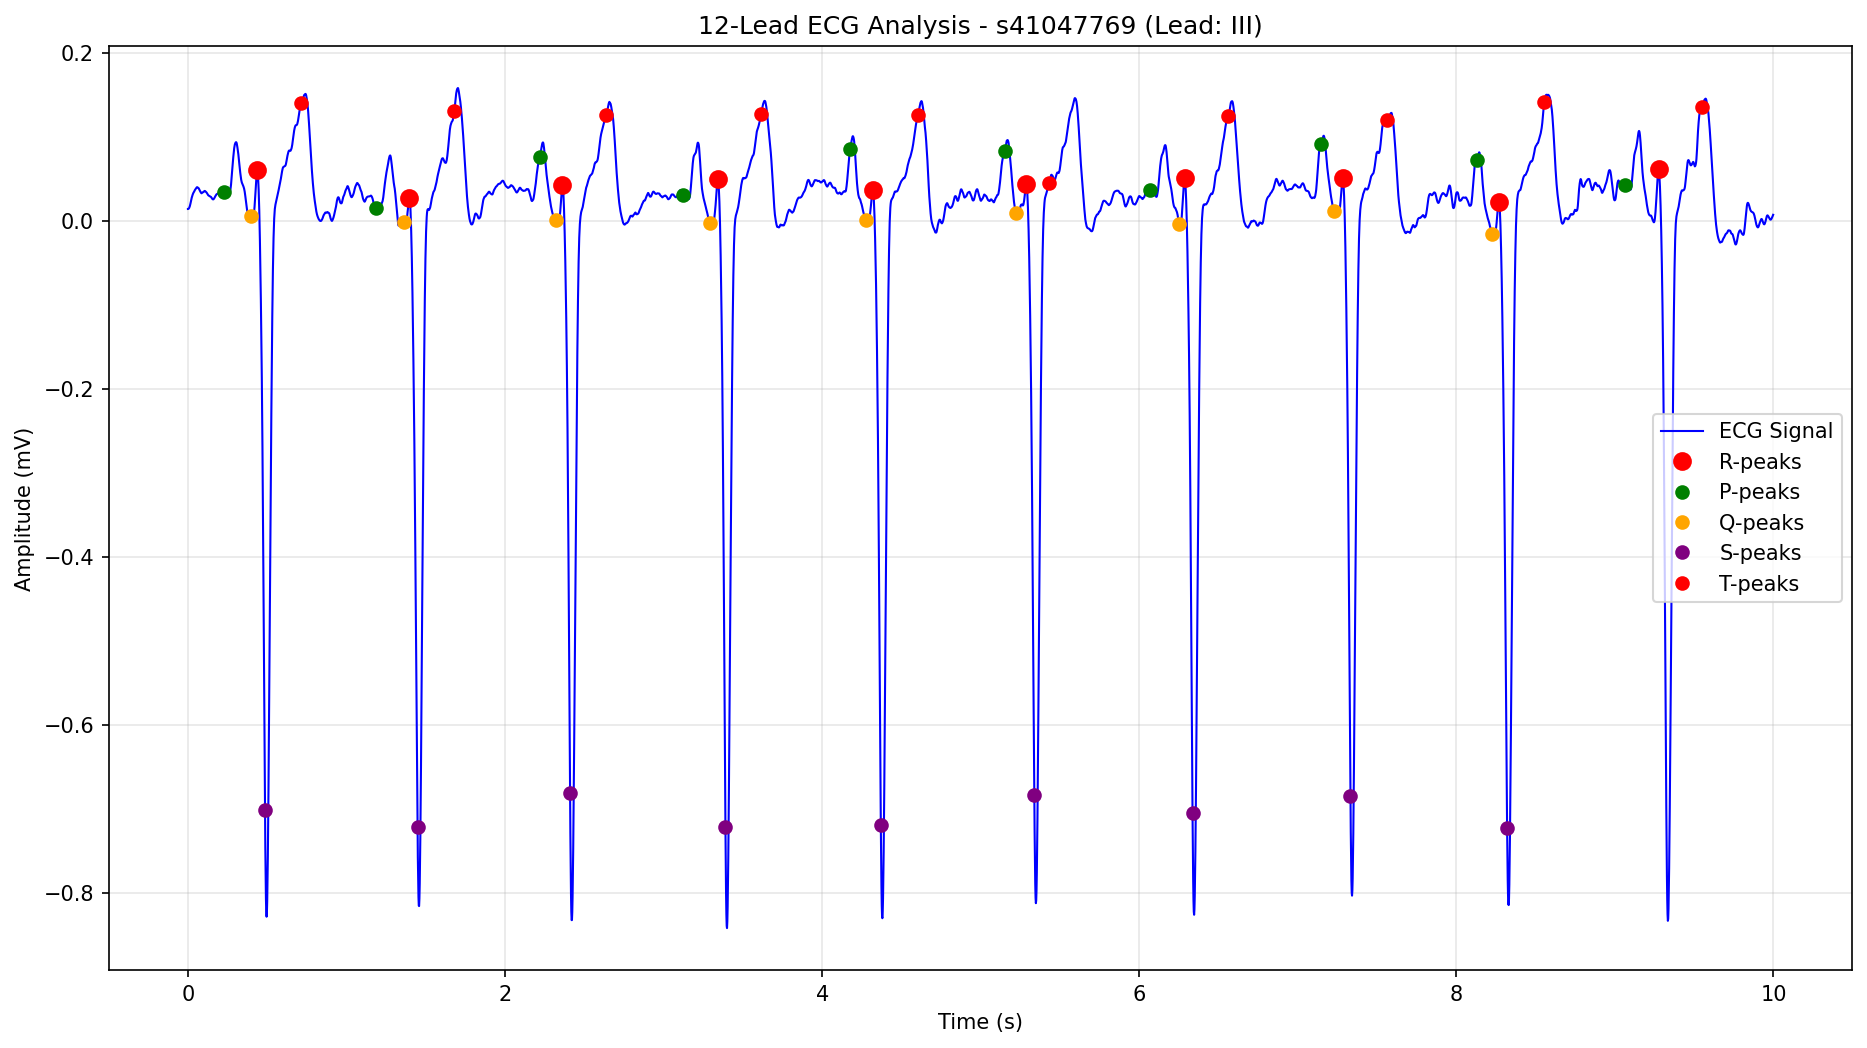 12-Lead ECG Analysis - s41047769 (Lead: III)
0.2
0.0
−0.2
−0.4
−0.6
−0.8
Amplitude (mV)
ECG Signal
R-peaks
P-peaks
Q-peaks
S-peaks
T-peaks
0
2
4
6
8
10
Time (s)